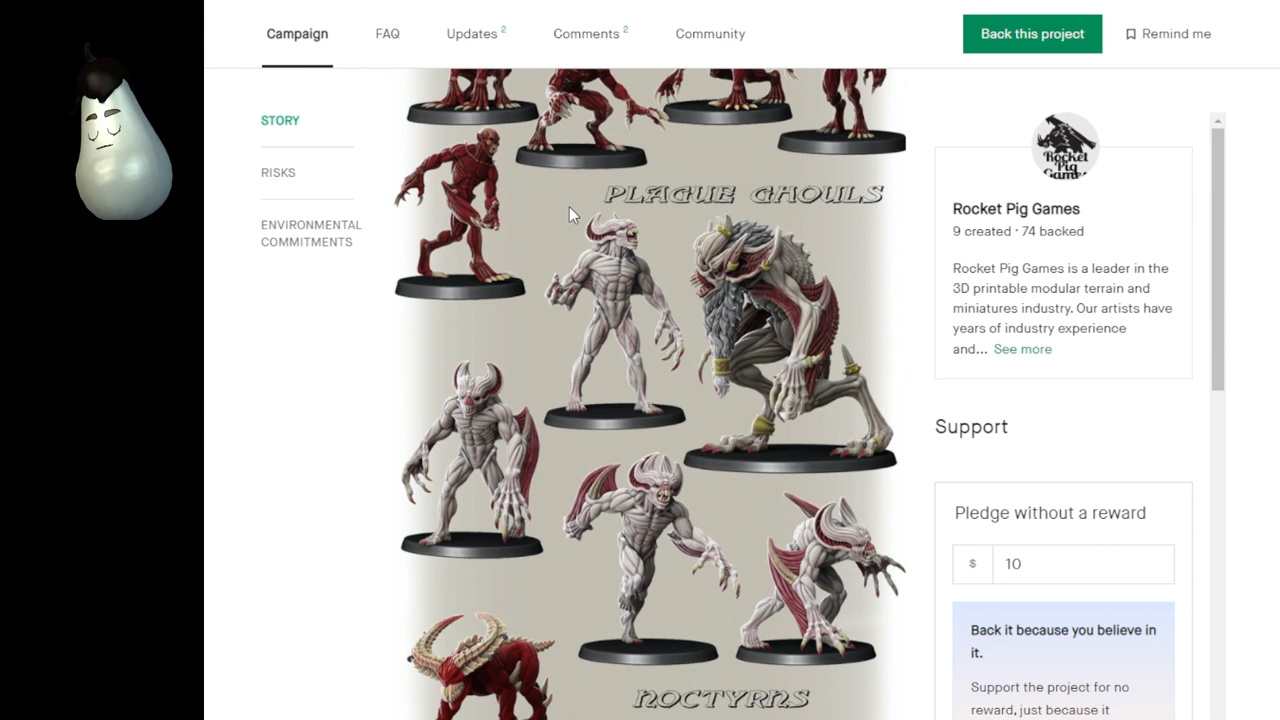 Campaign
FAQ
Updates 2
Comments 2
Community
Back this project
Remind me
STORY
RISKS
ENVIRONMENTAL
COMMITMENTS
PLAGUE GHOULS
NOCTYRNS
Rocket
Pig
Games
Rocket Pig Games
9 created · 74 backed
Rocket Pig Games is a leader in the
3D printable modular terrain and
miniatures industry. Our artists have
years of industry experience
and... See more
Support
Pledge without a reward
$ 10
Back it because you believe in
it.
Support the project for no
reward, just because it